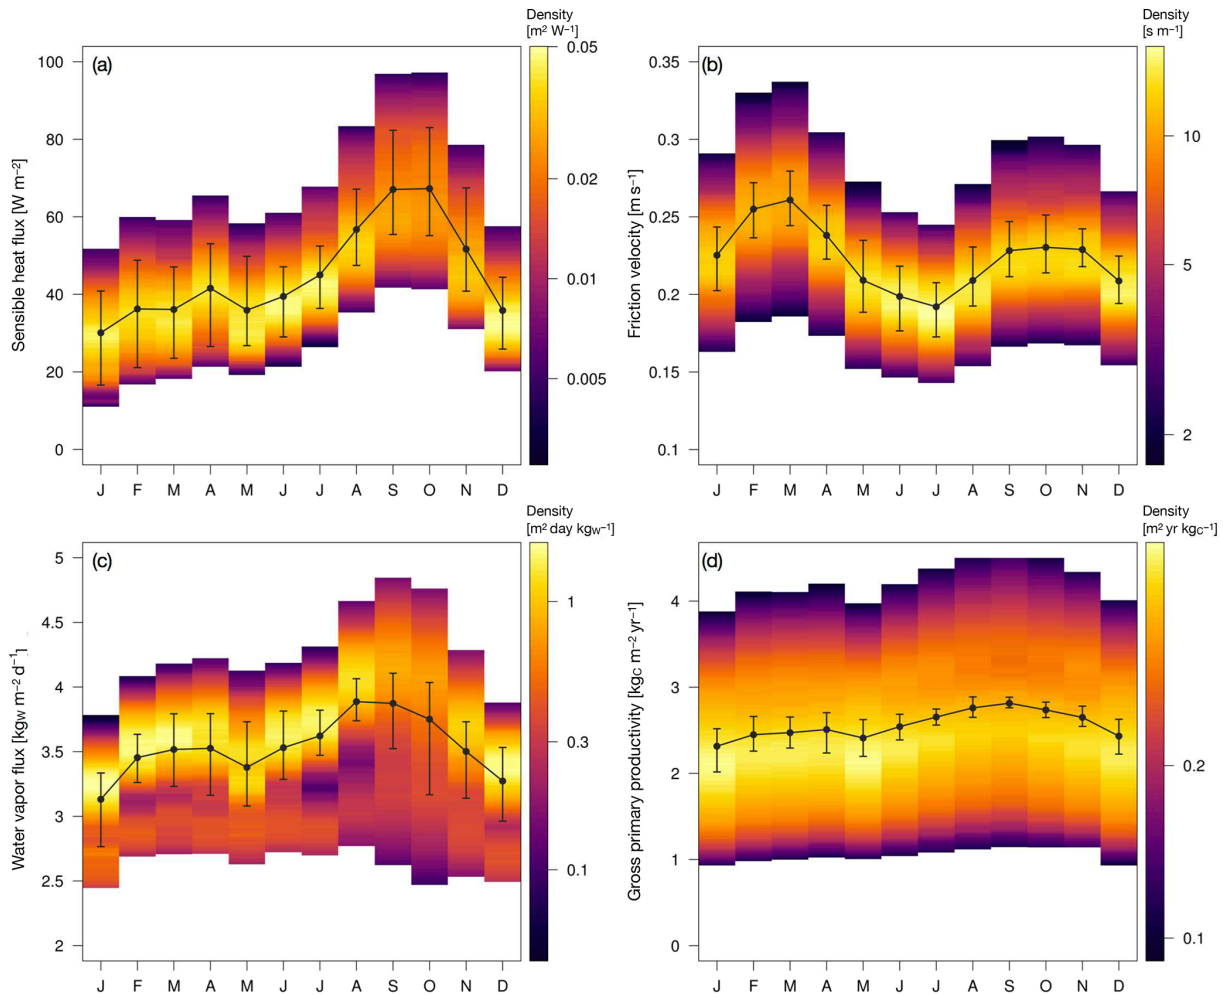 Density
[m² W⁻¹]
(a)
0.05
0.02
0.01
0.005
100
80
60
40
20
0
Sensible heat flux [W m⁻²]
J F M A M J J A S O N D
Density
[s m⁻¹]
(b)
10
5
2
0.35
0.3
0.25
0.2
0.15
0.1
Friction velocity [m s⁻¹]
J F M A M J J A S O N D
Density
[m² day kgw⁻¹]
(c)
1
0.3
0.1
5
4.5
4
3.5
3
2.5
2
Water vapor flux [kgw m⁻² d⁻¹]
J F M A M J J A S O N D
Density
[m² yr kgC⁻¹]
(d)
0.2
0.1
4
3
2
1
0
Gross primary productivity [kgC m⁻² yr⁻¹]
J F M A M J J A S O N D